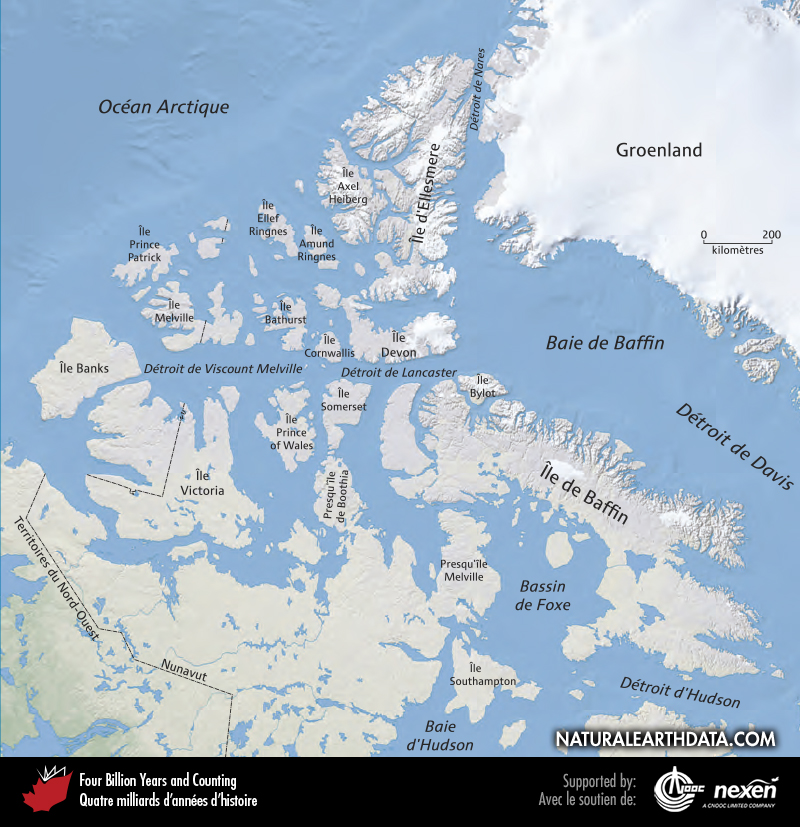 Océan Arctique
Détroit de Nares
Groenland
0 200
kilomètres
Île
Axel
Heiberg
Île d'Ellesmere
Île
Ellef
Ringnes
Île
Amund
Ringnes
Île
Prince
Patrick
Île
Melville
Île
Bathurst
Île
Cornwallis
Île
Devon
Baie de Baffin
Île Banks
Détroit de Viscount Melville
Détroit de Lancaster
Île
Bylot
Île
Somerset
Île
Prince
of Wales
Détroit de Davis
Île
Victoria
Presqu'île
de Boothia
Île de Baffin
Presqu'île
Melville
Bassin
de Foxe
Territoires du Nord-Ouest
Nunavut
Île
Southampton
Détroit d'Hudson
Baie
d'Hudson
NATURALEARTHDATA.COM
Four Billion Years and Counting
Quatre milliards d'années d'histoire
Supported by:
Avec le soutien de:
CNOOC
nexen
A CNOOC LIMITED COMPANY